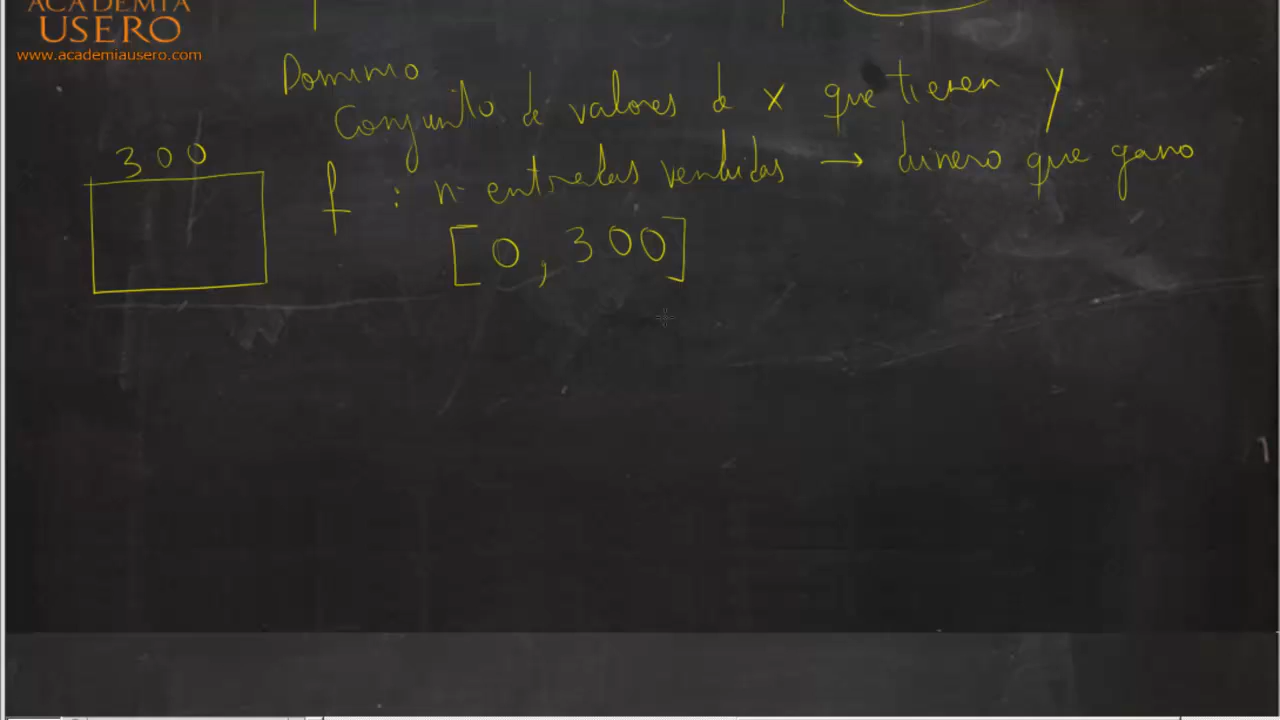 ACADEMIA
USERO
www.academiausero.com
Dominio
Conjunto de valores de x que tienen y
300
f : nº entradas vendidas → dinero que gano
[0, 300]